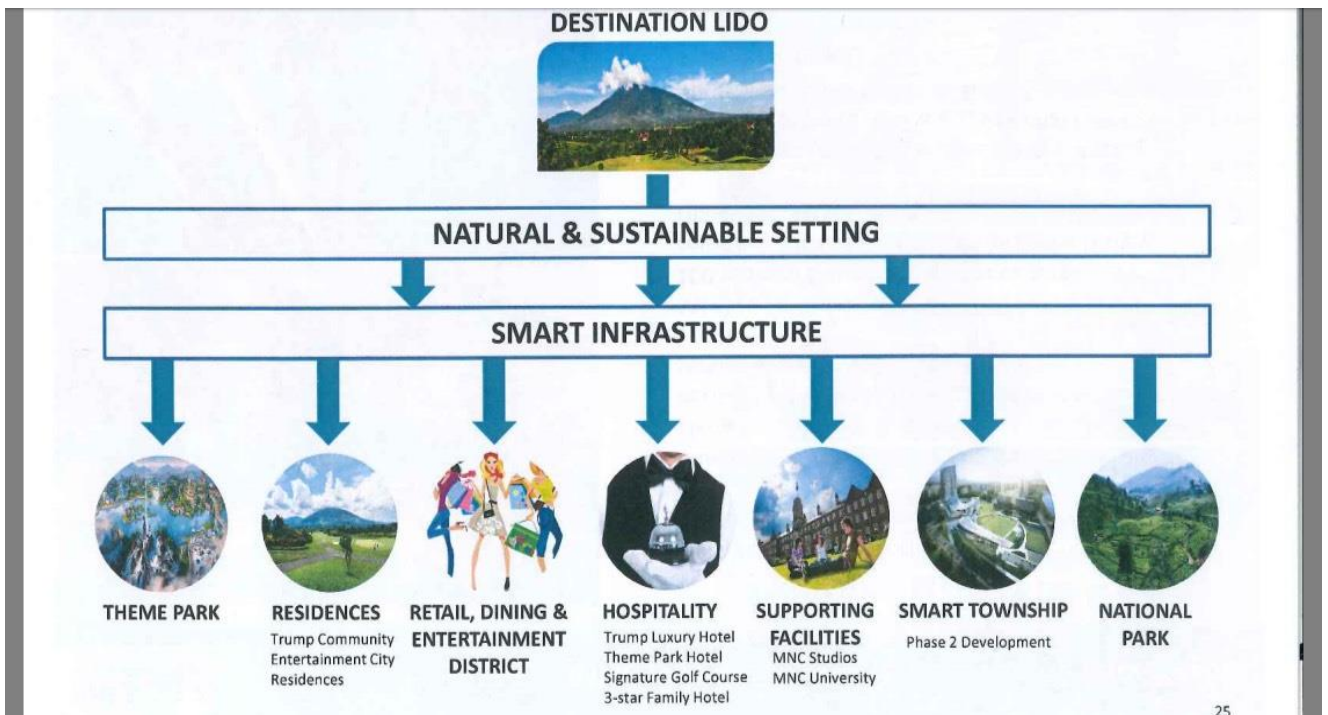 DESTINATION LIDO
NATURAL & SUSTAINABLE SETTING
SMART INFRASTRUCTURE
THEME PARK
RESIDENCES
Trump Community
Entertainment City
Residences
RETAIL, DINING &
ENTERTAINMENT
DISTRICT
HOSPITALITY
Trump Luxury Hotel
Theme Park Hotel
Signature Golf Course
3-star Family Hotel
SUPPORTING
FACILITIES
MNC Studios
MNC University
SMART TOWNSHIP
Phase 2 Development
NATIONAL
PARK
25